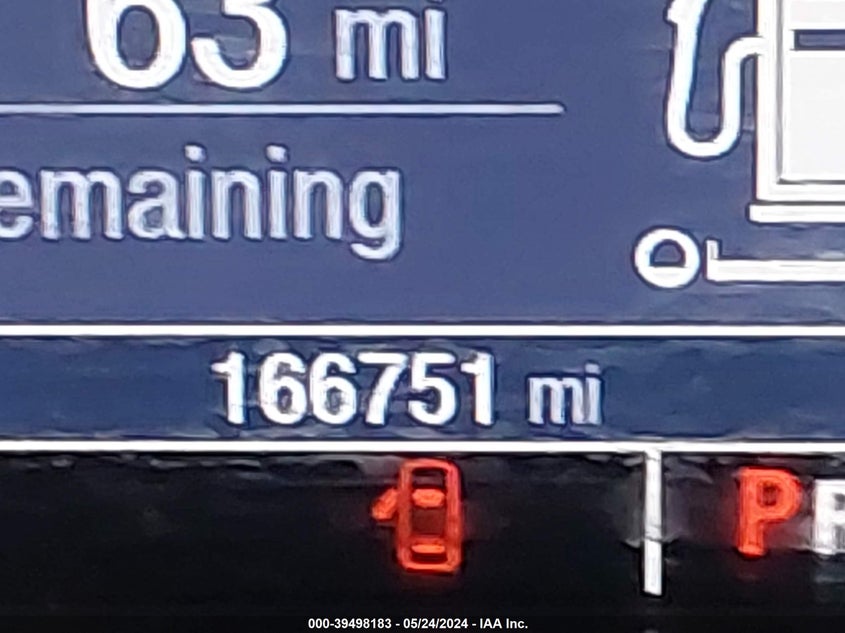 63 mi
emaining
166751 mi
P R
000-39498183 - 05/24/2024 - IAA Inc.